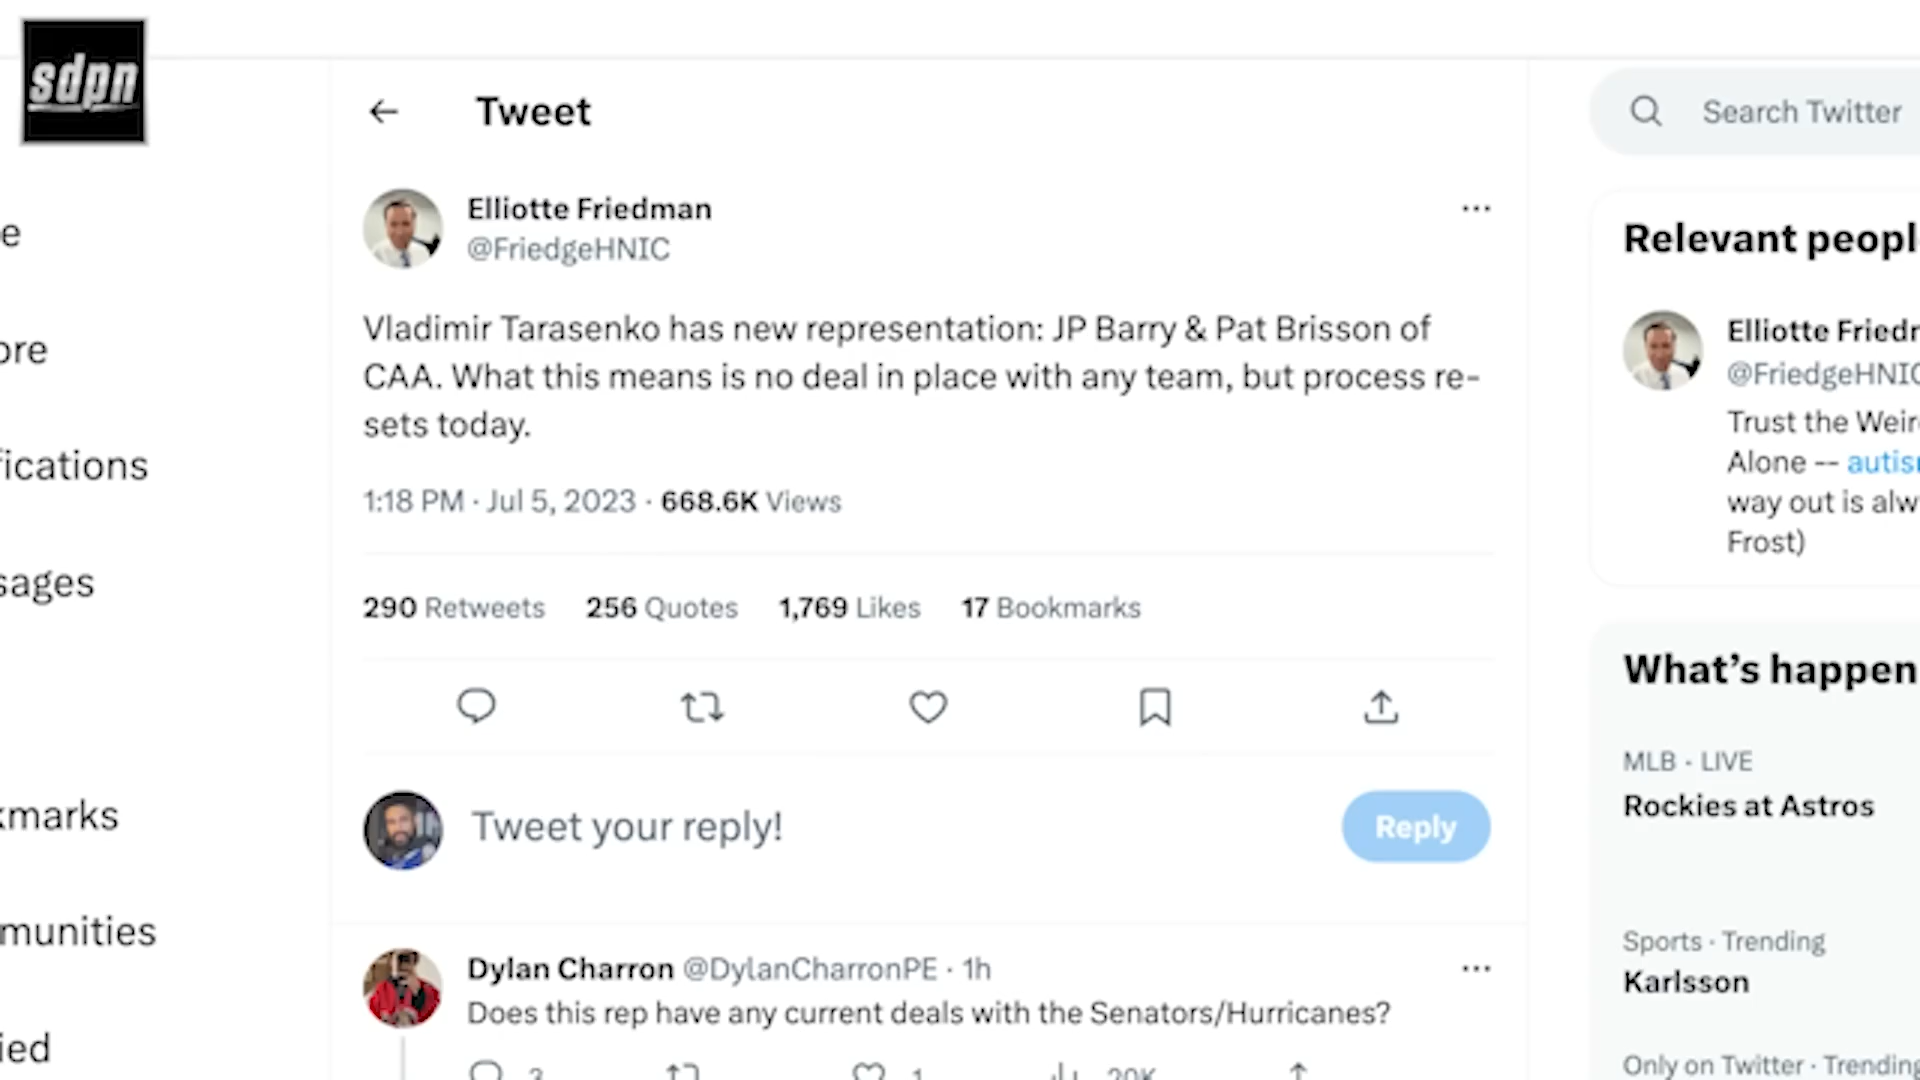 sdpn
e
ore
fications
sages
kmarks
munities
ied
Tweet
Elliotte Friedman
@FriedgeHNIC
Vladimir Tarasenko has new representation: JP Barry & Pat Brisson of
CAA. What this means is no deal in place with any team, but process re-
sets today.
1:18 PM · Jul 5, 2023 · 668.6K Views
290 Retweets 256 Quotes 1,769 Likes 17 Bookmarks
Tweet your reply!
Reply
Dylan Charron @DylanCharronPE · 1h
Does this rep have any current deals with the Senators/Hurricanes?
3 1 20K
Search Twitter
Relevant peopl
Elliotte Friedr
@FriedgeHNIC
Trust the Weir
Alone -- autis
way out is alw
Frost)
What's happen
MLB · LIVE
Rockies at Astros
Sports · Trending
Karlsson
Only on Twitter · Trending